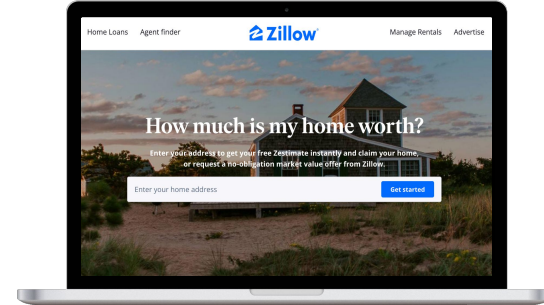 Home Loans Agent finder Zillow® Manage Rentals Advertise
How much is my home worth?
Enter your address to get your free Zestimate instantly and claim your home,
or request a no-obligation market value offer from Zillow.
Enter your home address Get started